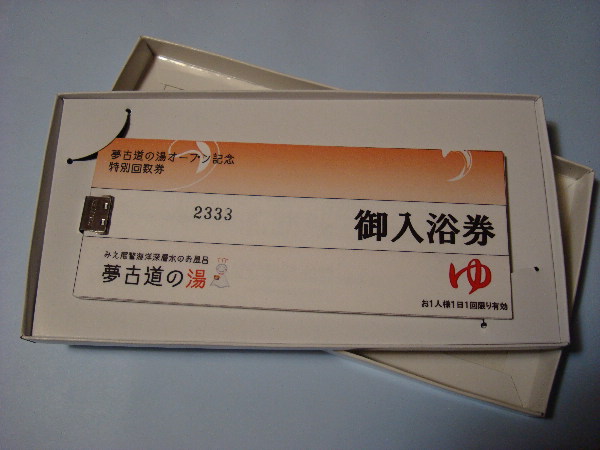 夢古道の湯オープン記念
特別回数券
2333
御入浴券
みえ尾鷲海洋深層水のお風呂
夢古道の湯
ゆ
お1人様1日1回限り有効